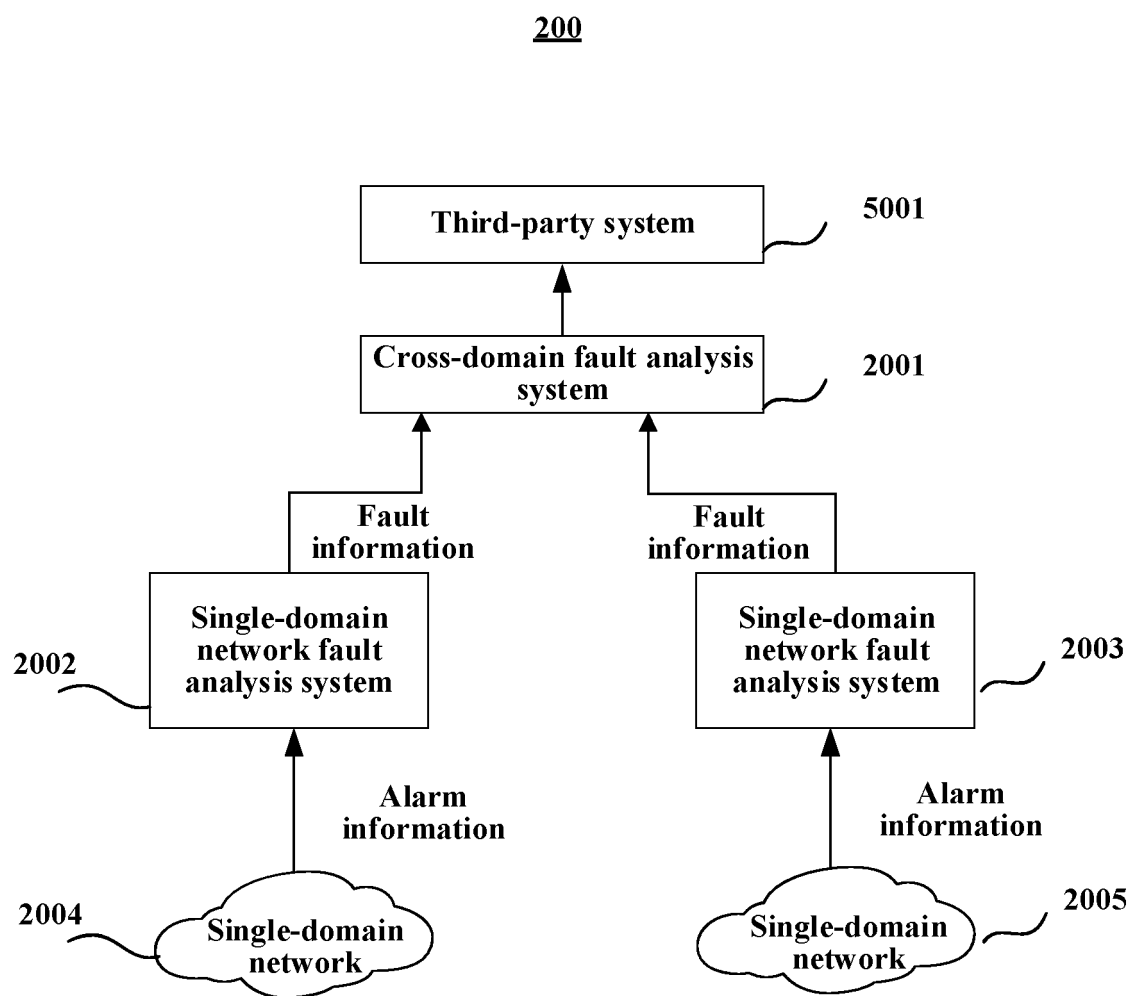 200
Third-party system
5001
Cross-domain fault analysis
system
2001
Fault
information
Fault
information
Single-domain
network fault
analysis system
2002
Single-domain
network fault
analysis system
2003
Alarm
information
Alarm
information
Single-domain
network
2004
Single-domain
network
2005